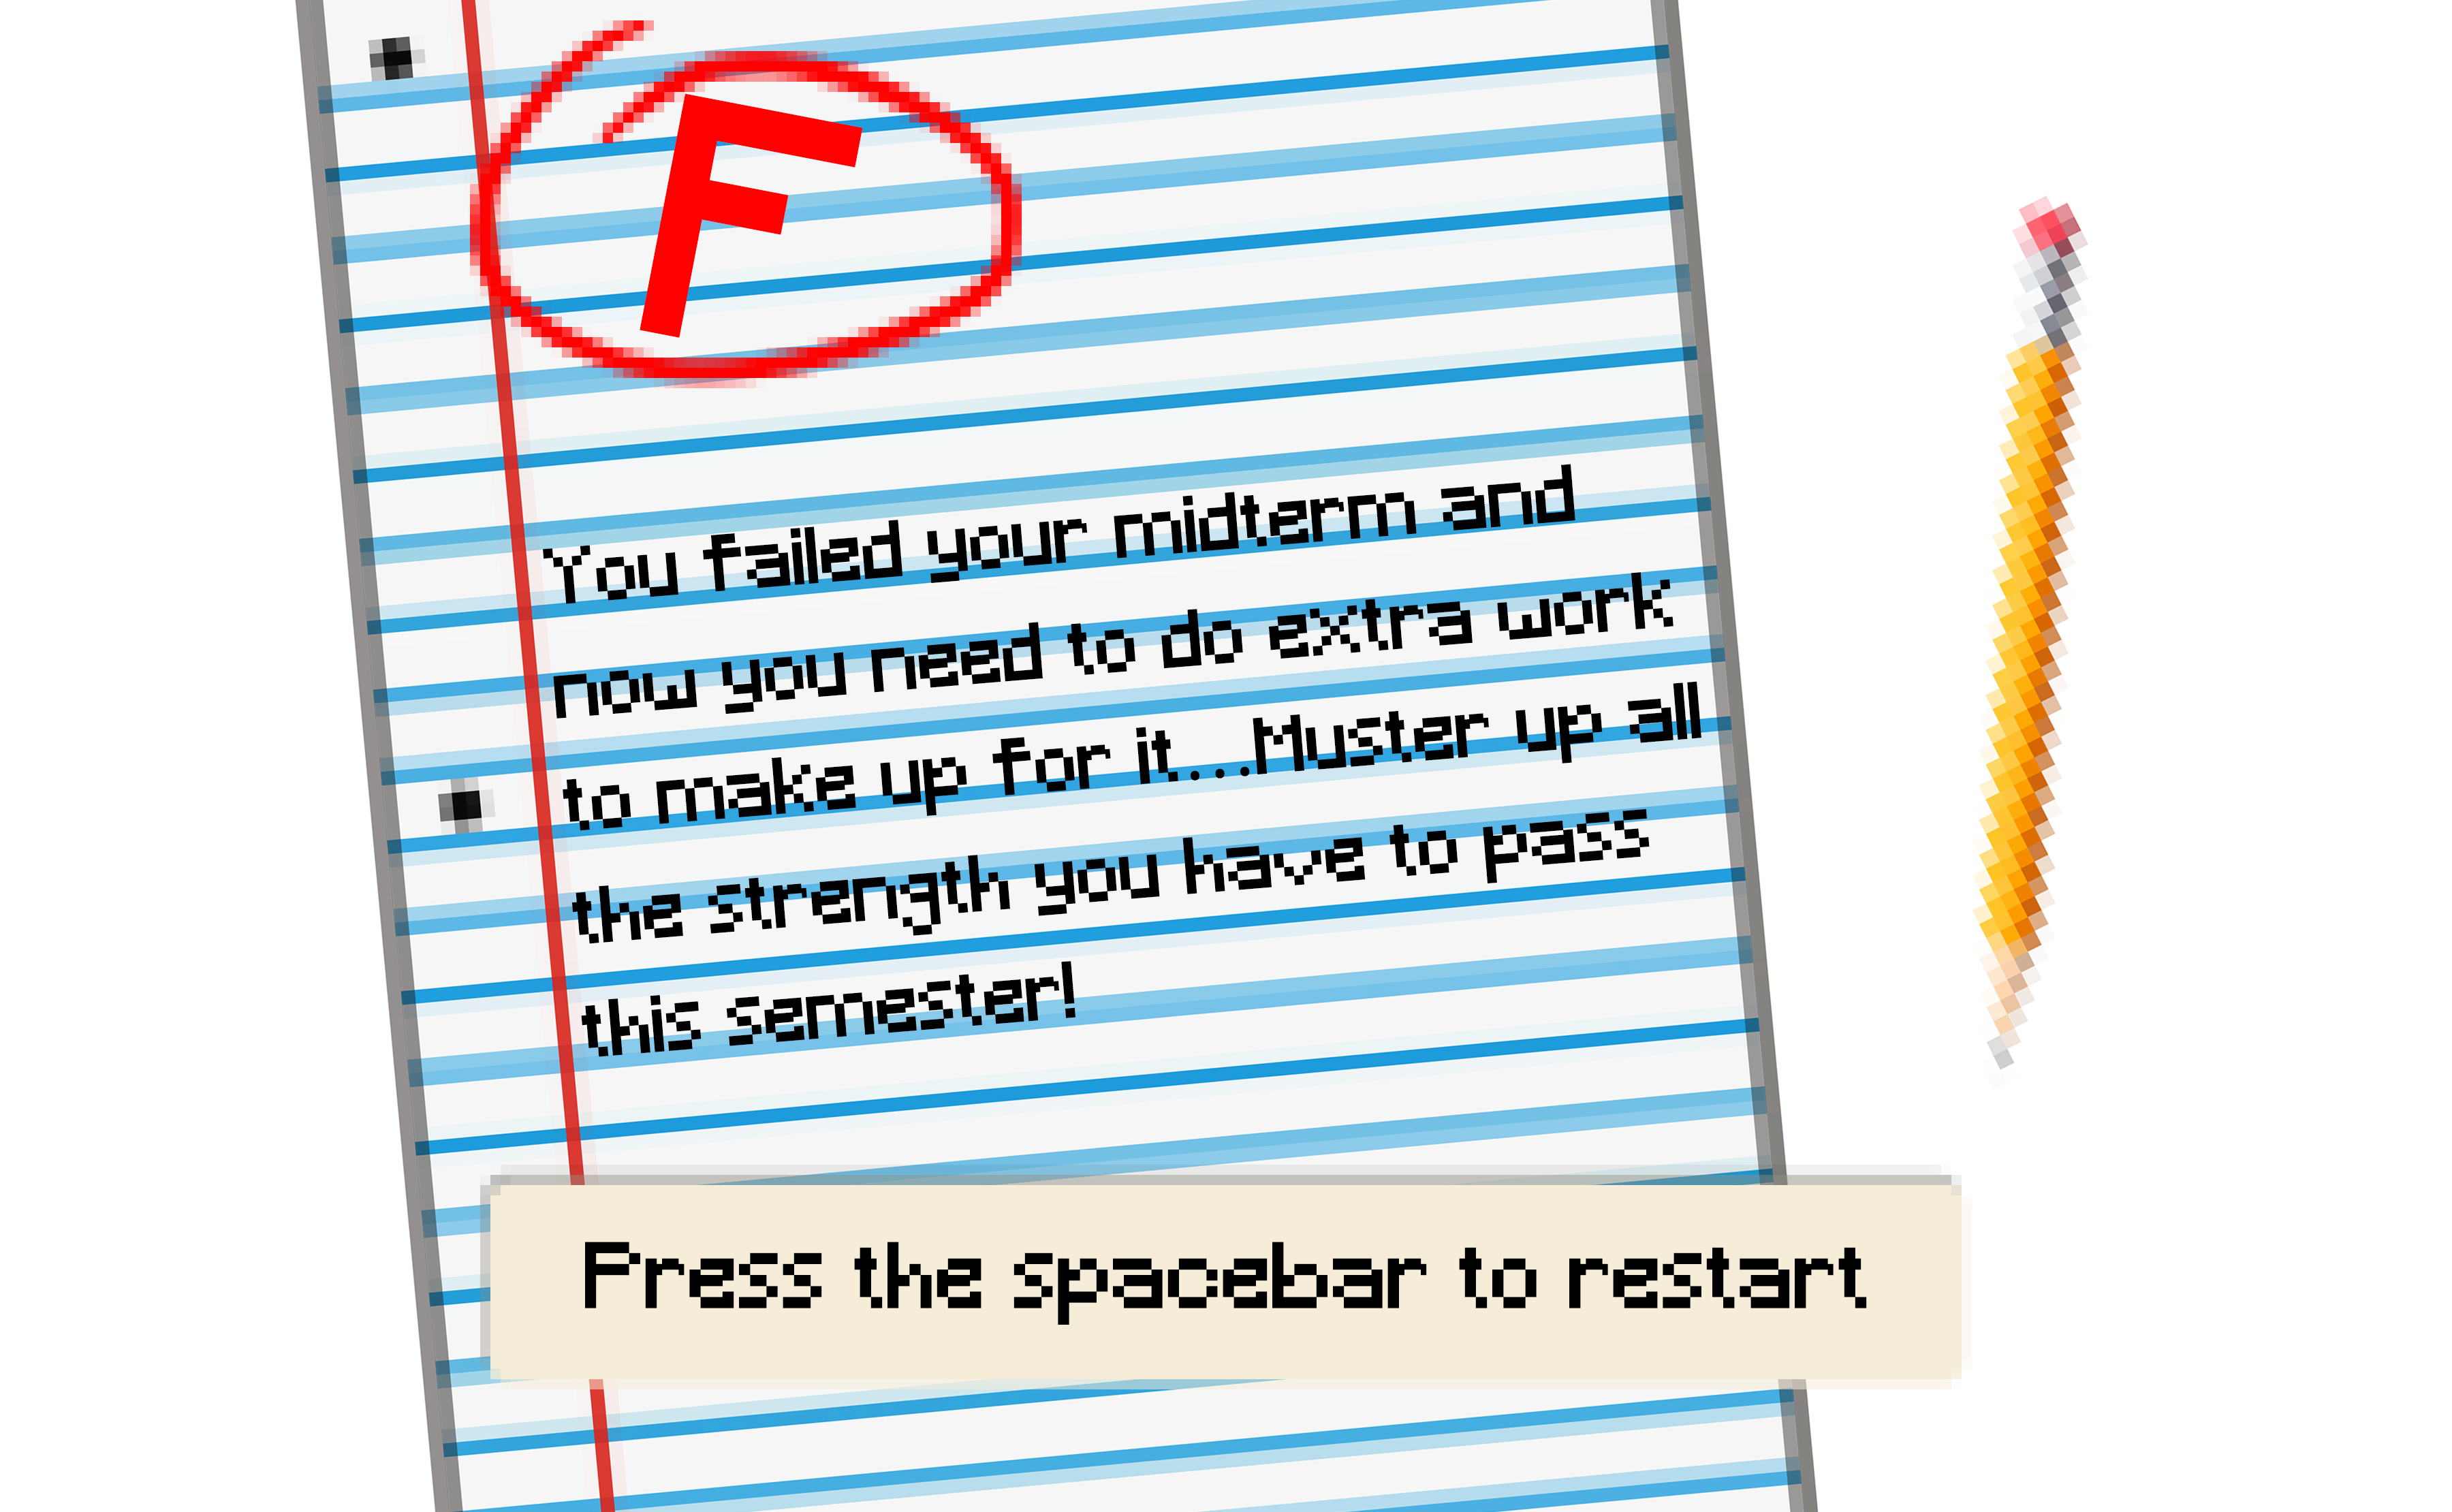 F
You failed your midterm and
now you need to do extra work
to make up for it...Muster up all
the strength you have to pass
this semester!
Press the spacebar to restart